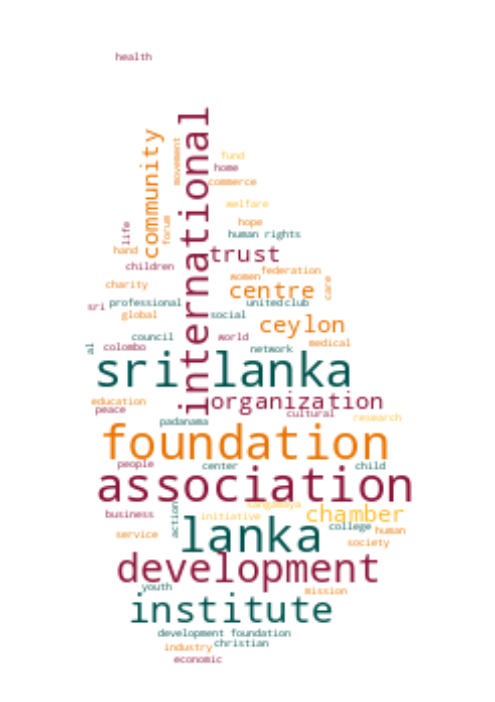 health
international
community
movement
fund
home
commerce
welfare
hope
forum
life
human rights
hand
trust
children
federation
women
care
charity
centre
sri
professional
united
club
global
social
ceylon
council
world
medical
al
colombo
network
sri lanka
education
organization
peace
cultural
research
padanama
foundation
people
center
child
association
sangamaya
business
initiative
chamber
action
college
human
service
lanka
society
development
youth
mission
institute
development foundation
christian
industry
economic